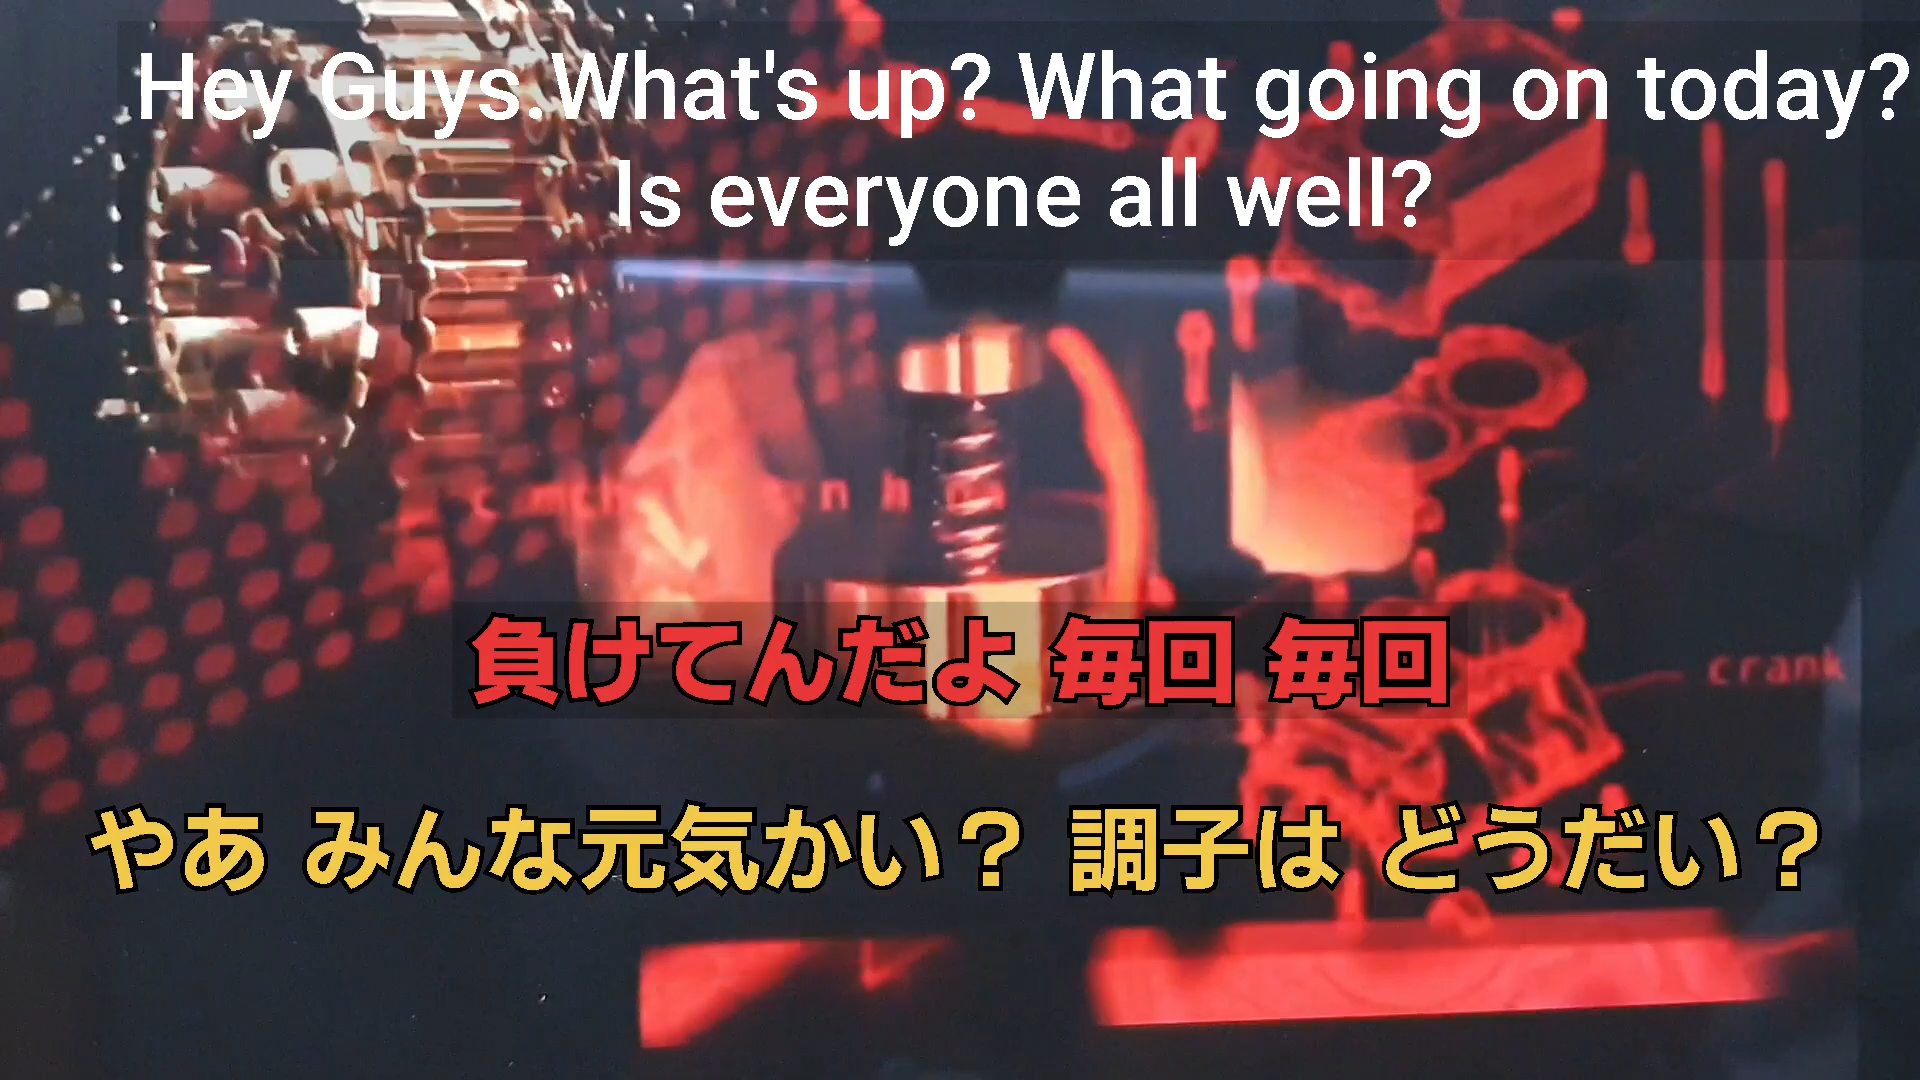 Hey Guys.What's up? What going on today?
Is everyone all well?
負けてんだよ 毎回 毎回
crank
やあ みんな元気かい? 調子は どうだい?